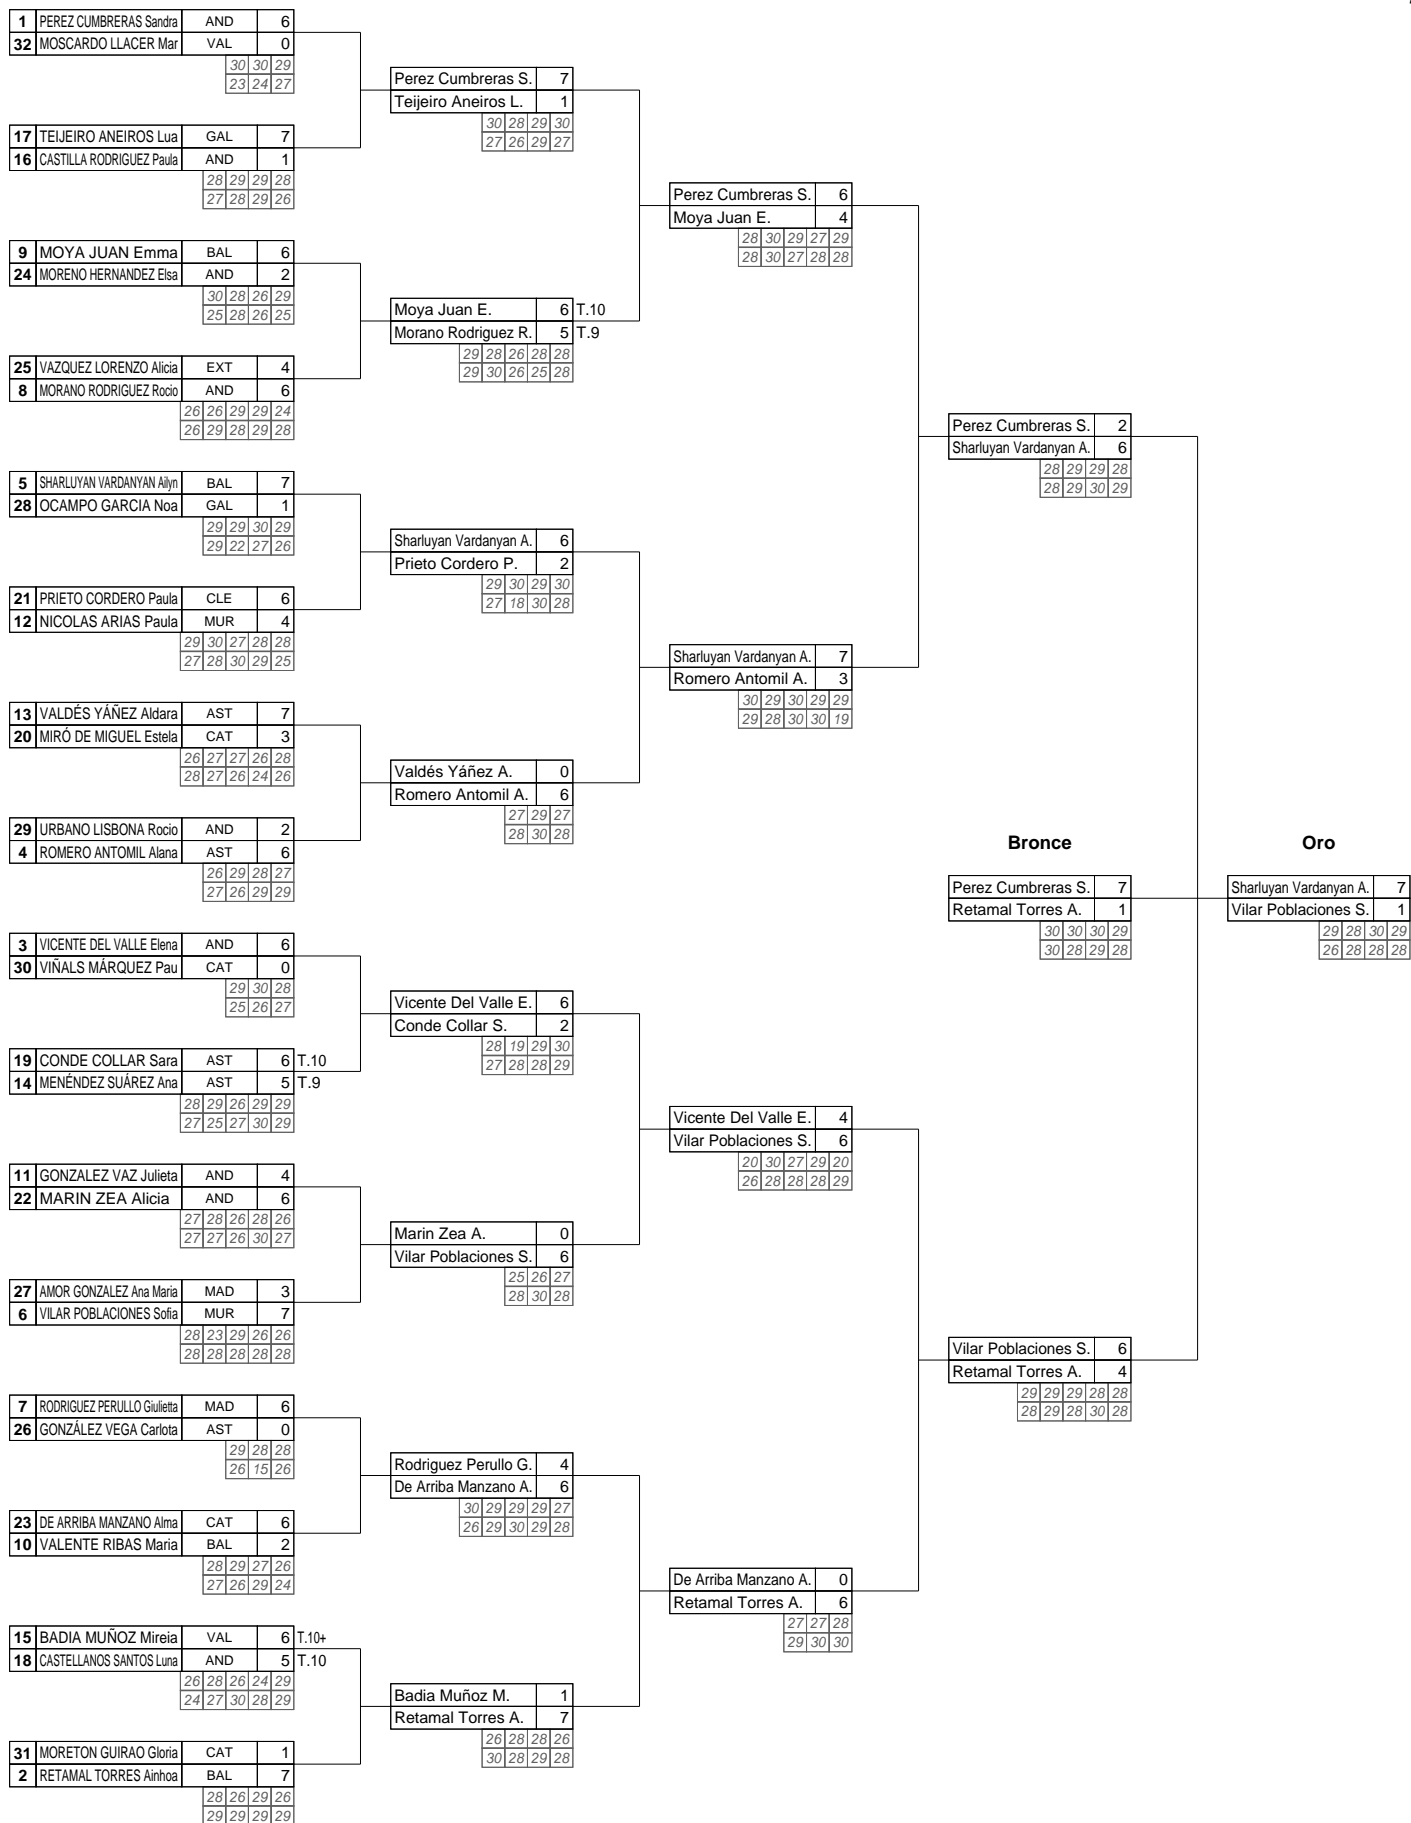 1 PEREZ CUMBRERAS Sandra AND 6
32 MOSCARDO LLACER Mar VAL 0
30 30 29
23 24 27
17 TEIJEIRO ANEIROS Lua GAL 7
16 CASTILLA RODRIGUEZ Paula AND 1
28 29 29 28
27 28 29 26
9 MOYA JUAN Emma BAL 6
24 MORENO HERNANDEZ Elsa AND 2
30 28 26 29
25 28 26 25
25 VAZQUEZ LORENZO Alicia EXT 4
8 MORANO RODRIGUEZ Rocio AND 6
26 26 29 29 24
26 29 28 29 28
5 SHARLUYAN VARDANYAN Ailyn BAL 7
28 OCAMPO GARCIA Noa GAL 1
29 29 30 29
29 22 27 26
21 PRIETO CORDERO Paula CLE 6
12 NICOLAS ARIAS Paula MUR 4
29 30 27 28 28
27 28 30 29 25
13 VALDÉS YÁÑEZ Aldara AST 7
20 MIRÓ DE MIGUEL Estela CAT 3
26 27 27 26 28
28 27 26 24 26
29 URBANO LISBONA Rocio AND 2
4 ROMERO ANTOMIL Alana AST 6
26 29 28 27
27 26 29 29
3 VICENTE DEL VALLE Elena AND 6
30 VIÑALS MÁRQUEZ Pau CAT 0
29 30 28
25 26 27
19 CONDE COLLAR Sara AST 6 T.10
14 MENÉNDEZ SUÁREZ Ana AST 5 T.9
28 29 26 29 29
27 25 27 30 29
11 GONZALEZ VAZ Julieta AND 4
22 MARIN ZEA Alicia AND 6
27 28 26 28 26
27 27 26 30 27
27 AMOR GONZALEZ Ana Maria MAD 3
6 VILAR POBLACIONES Sofia MUR 7
28 23 29 26 26
28 28 28 28 28
7 RODRIGUEZ PERULLO Giulietta MAD 6
26 GONZÁLEZ VEGA Carlota AST 0
29 28 28
26 15 26
23 DE ARRIBA MANZANO Alma CAT 6
10 VALENTE RIBAS Maria BAL 2
28 29 27 26
27 26 29 24
15 BADIA MUÑOZ Mireia VAL 6 T.10+
18 CASTELLANOS SANTOS Luna AND 5 T.10
26 28 26 24 29
24 27 30 28 29
31 MORETON GUIRAO Gloria CAT 1
2 RETAMAL TORRES Ainhoa BAL 7
28 26 29 26
29 29 29 29
Perez Cumbreras S. 7
Teijeiro Aneiros L. 1
30 28 29 30
27 26 29 27
Moya Juan E. 6 T.10
Morano Rodriguez R. 5 T.9
29 28 26 28 28
29 30 26 25 28
Sharluyan Vardanyan A. 6
Prieto Cordero P. 2
29 30 29 30
27 18 30 28
Valdés Yáñez A. 0
Romero Antomil A. 6
27 29 27
28 30 28
Vicente Del Valle E. 6
Conde Collar S. 2
28 19 29 30
27 28 28 29
Marin Zea A. 0
Vilar Poblaciones S. 6
25 26 27
28 30 28
Rodriguez Perullo G. 4
De Arriba Manzano A. 6
30 29 29 29 27
26 29 30 29 28
Badia Muñoz M. 1
Retamal Torres A. 7
26 28 28 26
30 28 29 28
Perez Cumbreras S. 6
Moya Juan E. 4
28 30 29 27 29
28 30 27 28 28
Sharluyan Vardanyan A. 7
Romero Antomil A. 3
30 29 30 29 29
29 28 30 30 19
Vicente Del Valle E. 4
Vilar Poblaciones S. 6
20 30 27 29 20
26 28 28 28 29
De Arriba Manzano A. 0
Retamal Torres A. 6
27 27 28
29 30 30
Perez Cumbreras S. 2
Sharluyan Vardanyan A. 6
28 29 29 28
28 29 30 29
Vilar Poblaciones S. 6
Retamal Torres A. 4
29 29 29 28 28
28 29 28 30 28
Bronce
Perez Cumbreras S. 7
Retamal Torres A. 1
30 30 30 29
30 28 29 28
Oro
Sharluyan Vardanyan A. 7
Vilar Poblaciones S. 1
29 28 30 29
26 28 28 28